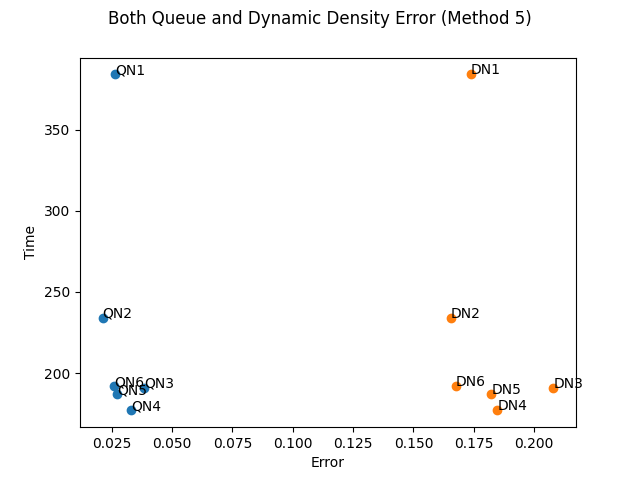 Both Queue and Dynamic Density Error (Method 5)
QN1
DN1
350
300
Time
250
QN2
DN2
200
QN6
QN3
QN5
QN4
DN6
DN5
DN3
DN4
0.025 0.050 0.075 0.100 0.125 0.150 0.175 0.200
Error